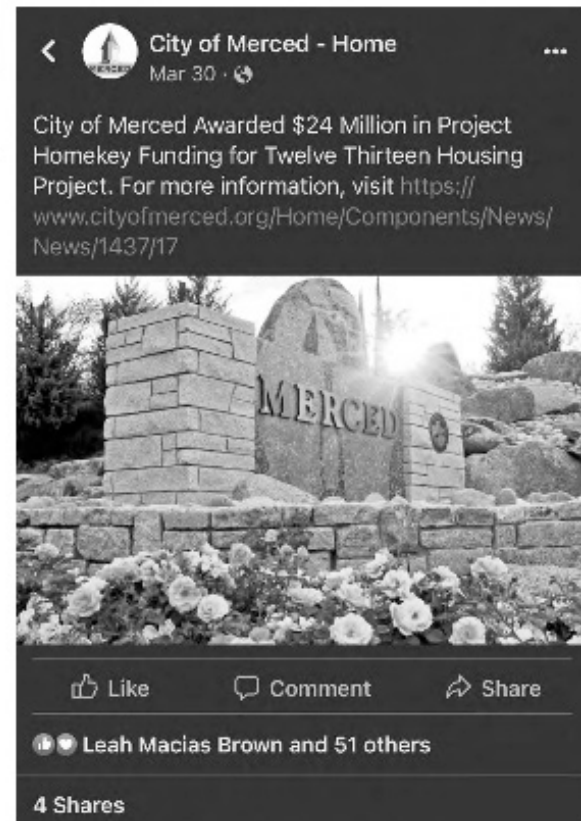 City of Merced - Home
MERCED
Mar 30 ·
City of Merced Awarded $24 Million in Project
Homekey Funding for Twelve Thirteen Housing
Project. For more information, visit https://
www.cityofmerced.org/Home/Components/News/
News/1437/17
MERCED
Like Comment Share
Leah Macias Brown and 51 others
4 Shares